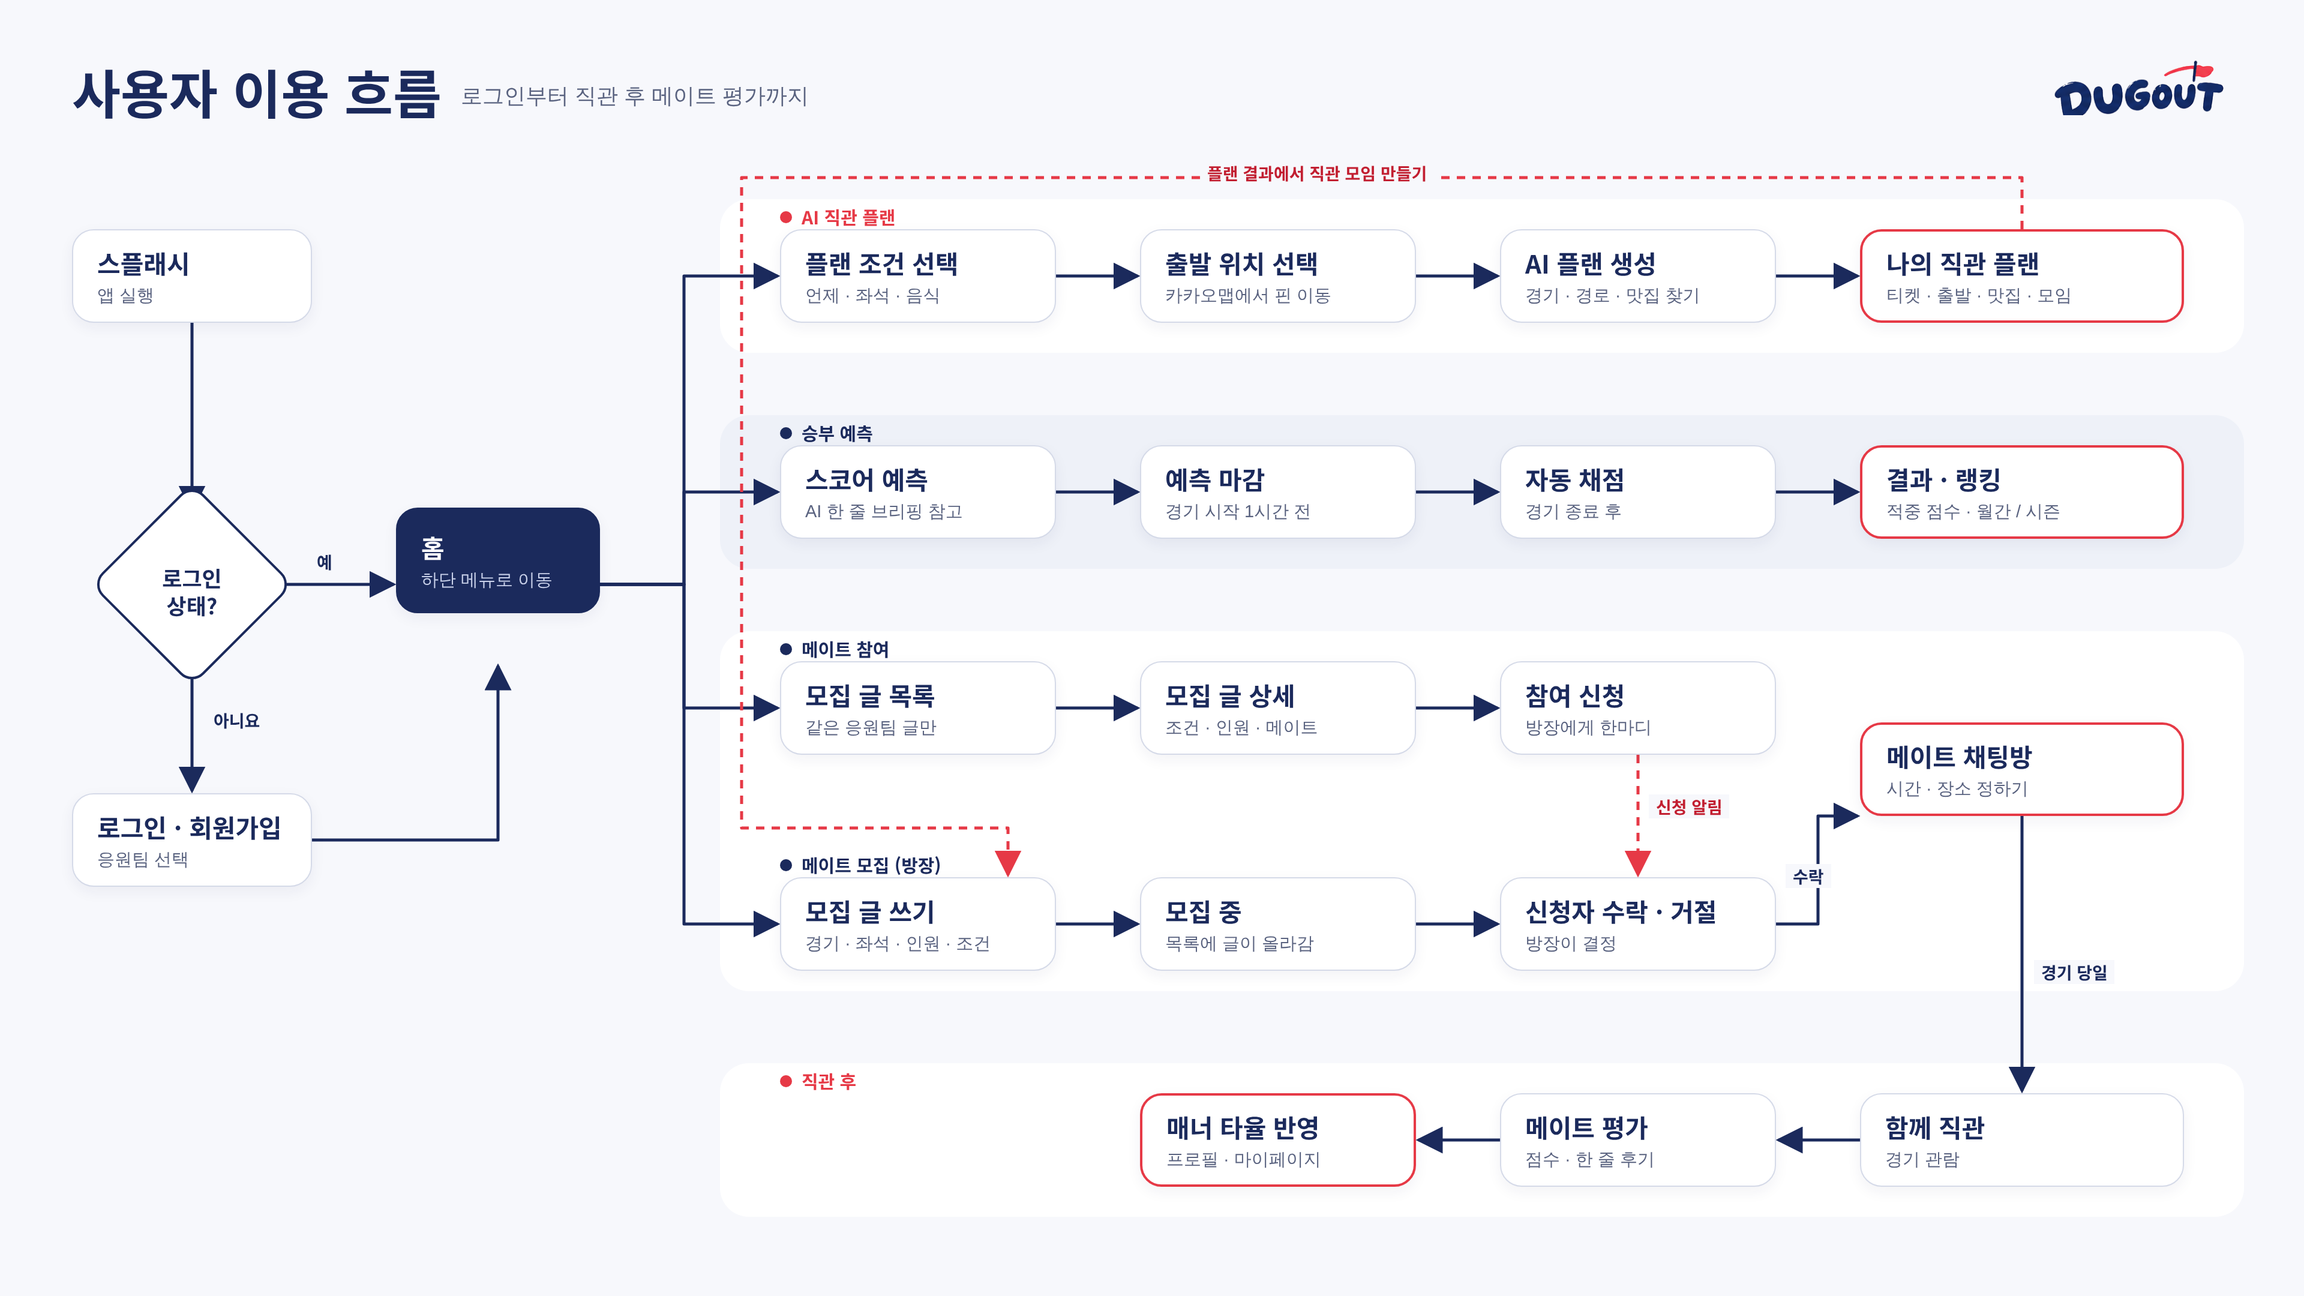 사용자 이용 흐름
로그인부터 직관 후 메이트 평가까지
DUGOUT
플랜 결과에서 직관 모임 만들기
스플래시
앱 실행
로그인
상태?
예
아니요
로그인 · 회원가입
응원팀 선택
홈
하단 메뉴로 이동
AI 직관 플랜
플랜 조건 선택
언제 · 좌석 · 음식
출발 위치 선택
카카오맵에서 핀 이동
AI 플랜 생성
경기 · 경로 · 맛집 찾기
나의 직관 플랜
티켓 · 출발 · 맛집 · 모임
승부 예측
스코어 예측
AI 한 줄 브리핑 참고
예측 마감
경기 시작 1시간 전
자동 채점
경기 종료 후
결과 · 랭킹
적중 점수 · 월간 / 시즌
메이트 참여
모집 글 목록
같은 응원팀 글만
모집 글 상세
조건 · 인원 · 메이트
참여 신청
방장에게 한마디
신청 알림
메이트 채팅방
시간 · 장소 정하기
메이트 모집 (방장)
모집 글 쓰기
경기 · 좌석 · 인원 · 조건
모집 중
목록에 글이 올라감
신청자 수락 · 거절
방장이 결정
수락
경기 당일
직관 후
매너 타율 반영
프로필 · 마이페이지
메이트 평가
점수 · 한 줄 후기
함께 직관
경기 관람